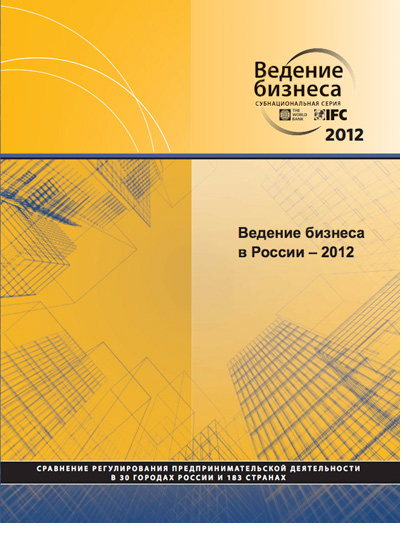 Ведение
бизнеса
СУБНАЦИОНАЛЬНАЯ СЕРИЯ
THE
WORLD
BANK
IFC
2012
Ведение бизнеса
в России – 2012
СРАВНЕНИЕ РЕГУЛИРОВАНИЯ ПРЕДПРИНИМАТЕЛЬСКОЙ ДЕЯТЕЛЬНОСТИ
В 30 ГОРОДАХ РОССИИ И 183 СТРАНАХ